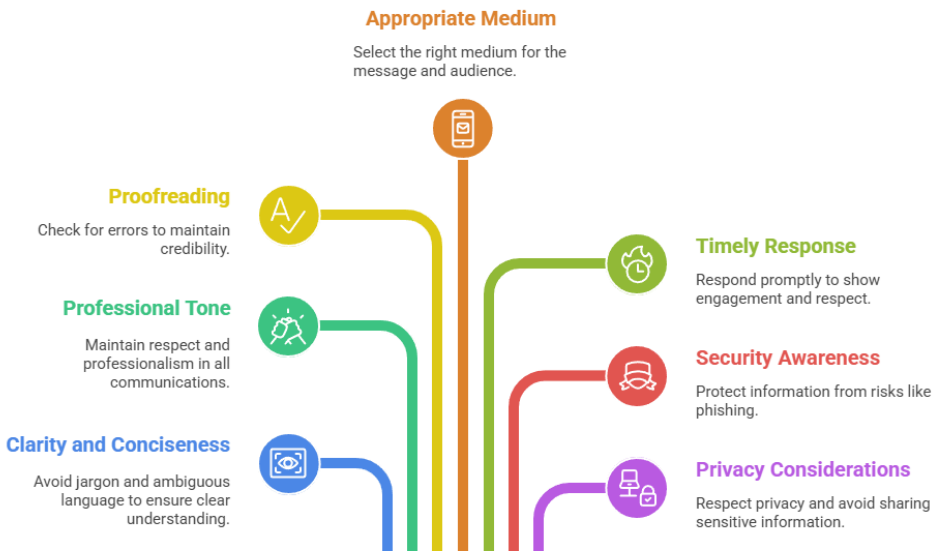 Appropriate Medium
Select the right medium for the
message and audience.
Proofreading
Check for errors to maintain
credibility.
Professional Tone
Maintain respect and
professionalism in all
communications.
Clarity and Conciseness
Avoid jargon and ambiguous
language to ensure clear
understanding.
Timely Response
Respond promptly to show
engagement and respect.
Security Awareness
Protect information from risks like
phishing.
Privacy Considerations
Respect privacy and avoid sharing
sensitive information.